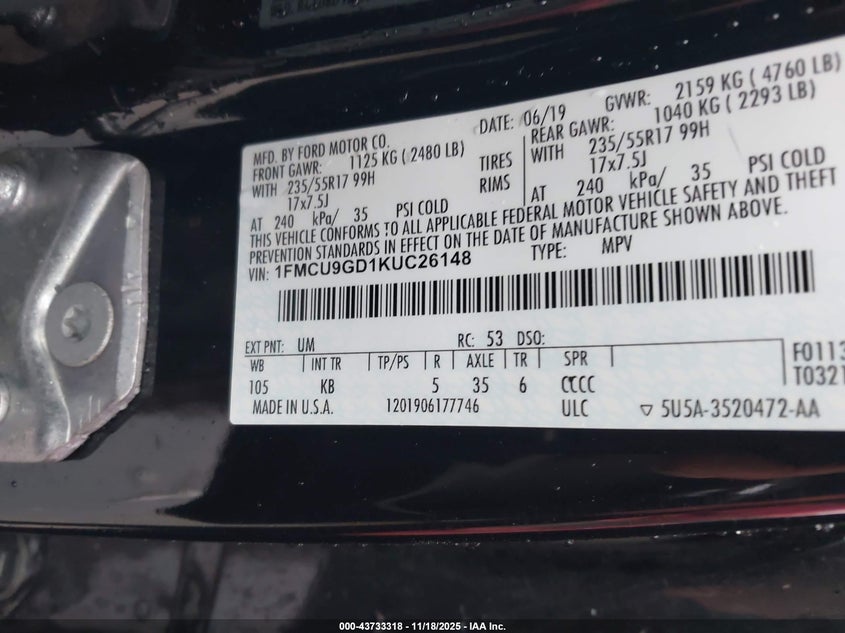 MFD. BY FORD MOTOR CO.
DATE: 06/19
GVWR: 2159 KG ( 4760 LB)
FRONT GAWR: 1125 KG ( 2480 LB)
REAR GAWR: 1040 KG ( 2293 LB)
WITH 235/55R17 99H
TIRES
WITH 235/55R17 99H
17x7.5J
RIMS
17x7.5J
AT 240 kPa/ 35 PSI COLD
AT 240 kPa/ 35 PSI COLD
THIS VEHICLE CONFORMS TO ALL APPLICABLE FEDERAL MOTOR VEHICLE SAFETY AND THEFT
PREVENTION STANDARDS IN EFFECT ON THE DATE OF MANUFACTURE SHOWN ABOVE.
VIN: 1FMCU9GD1KUC26148
TYPE: MPV
EXT PNT: UM RC: 53 DSO:
WB INT TR TP/PS R AXLE TR SPR
F0113
105 KB 5 35 6
T0321
MADE IN U.S.A. 1201906177746 ULC ▽ 5U5A-3520472-AA
000-43733318 | 11/18/2025 - IAA Inc.